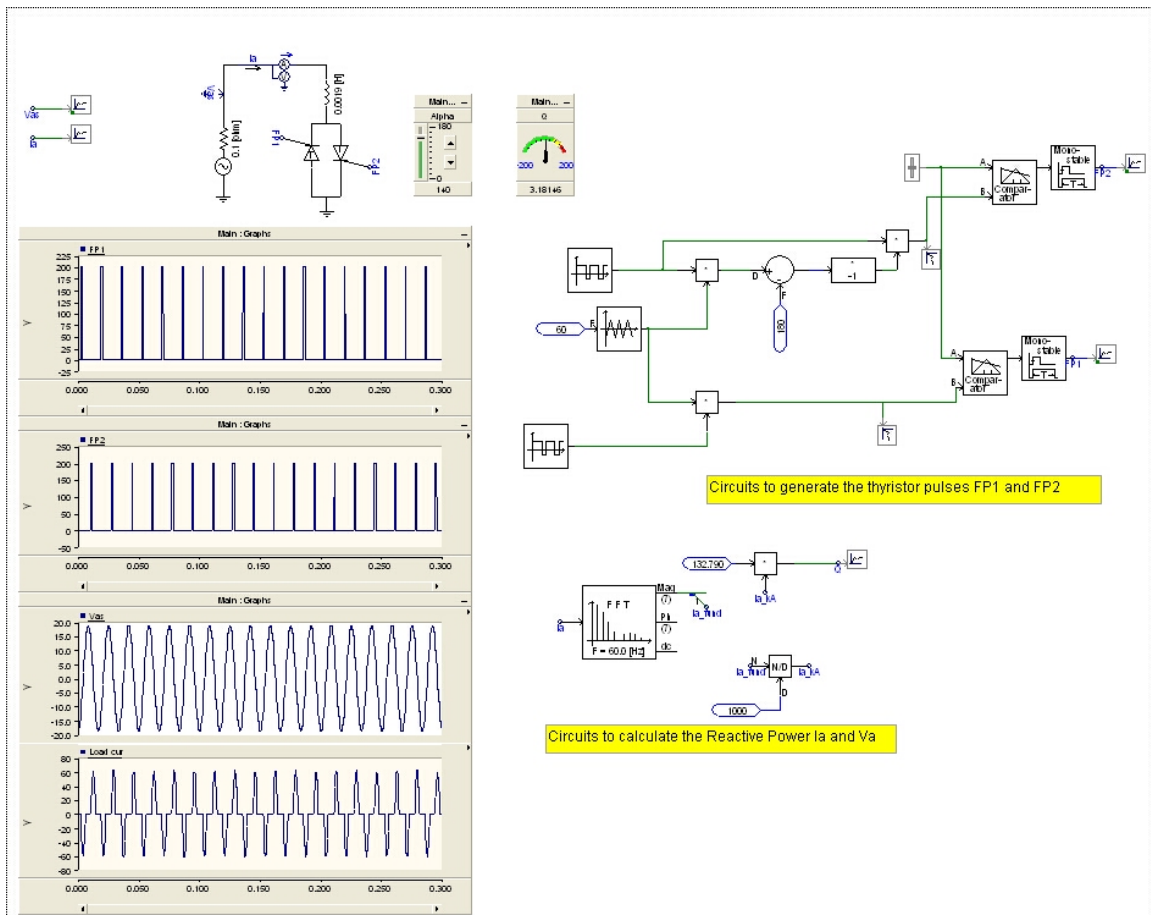 Vas
Ia
Ia
Vas
0.1 [ohm]
A
V
0.0019 [H]
FP1
FP2
Main...
Alpha
180
0
140
Main...
Q
-200
200
3.18146
Main : Graphs
FP1
V
225
200
175
150
125
100
75
50
25
0
-25
0.000 0.050 0.100 0.150 0.200 0.250 0.300
Main : Graphs
FP2
V
250
200
150
100
50
0
-50
0.000 0.050 0.100 0.150 0.200 0.250 0.300
Main : Graphs
Vas
V
20.0
15.0
10.0
5.0
0.0
-5.0
-10.0
-15.0
-20.0
Load cur
V
80
60
40
20
0
-20
-40
-60
-80
0.000 0.050 0.100 0.150 0.200 0.250 0.300
A
B
Compar-
ator
Mono-
stable
T
FP2
*
*
D
+
-
F
180
*
-1
60
F
A
B
Compar-
ator
Mono-
stable
T
FP1
*
Circuits to generate the thyristor pulses FP1 and FP2
132.790
*
Q
Ia_kA
Ia
F F T
F = 60.0 [Hz]
Mag
(7)
Ph
(7)
dc
1
Ia_fund
Ia_fund
N
N/D
D
Ia_kA
1000
Circuits to calculate the Reactive Power Ia and Va